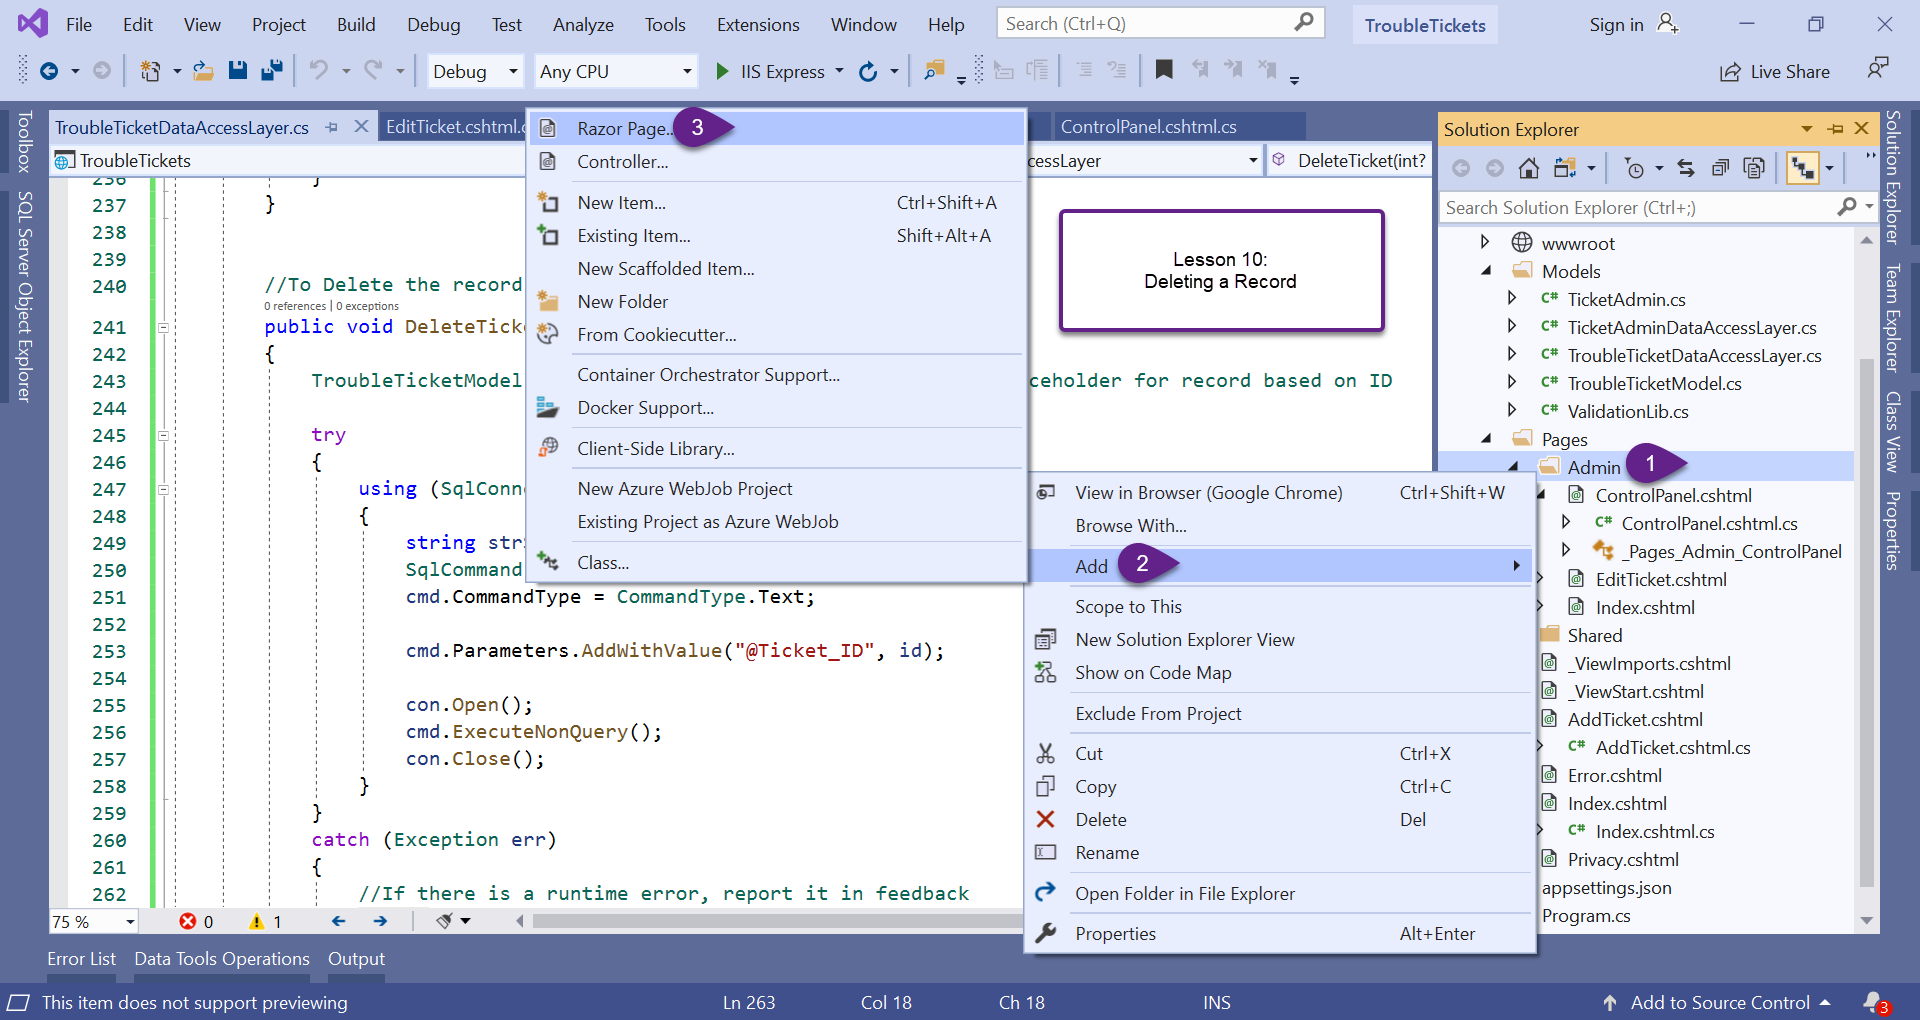 File Edit View Project Build Debug Test Analyze Tools Extensions Window Help Search (Ctrl+Q) TroubleTickets Sign in
Debug Any CPU IIS Express Live Share
Toolbox
SQL Server Object Explorer
TroubleTicketDataAccessLayer.cs EditTicket.cshtml. ControlPanel.cshtml.cs
TroubleTickets cessLayer DeleteTicket(int?
236 }
237 }
238
239
240 //To Delete the record
0 references | 0 exceptions
241 public void DeleteTick
242 {
243 TroubleTicketModel ceholder for record based on ID
244
245 try
246 {
247 using (SqlConn
248 {
249 string str
250 SqlCommand
251 cmd.CommandType = CommandType.Text;
252
253 cmd.Parameters.AddWithValue("@Ticket_ID", id);
254
255 con.Open();
256 cmd.ExecuteNonQuery();
257 con.Close();
258 }
259 }
260 catch (Exception err)
261 {
262 //If there is a runtime error, report it in feedback
Razor Page.. 3
Controller...
New Item... Ctrl+Shift+A
Existing Item... Shift+Alt+A
New Scaffolded Item...
New Folder
From Cookiecutter...
Container Orchestrator Support...
Docker Support...
Client-Side Library...
New Azure WebJob Project
Existing Project as Azure WebJob
Class...
Lesson 10:
Deleting a Record
View in Browser (Google Chrome) Ctrl+Shift+W
Browse With...
Add 2
Scope to This
New Solution Explorer View
Show on Code Map
Exclude From Project
Cut Ctrl+X
Copy Ctrl+C
Delete Del
Rename
Open Folder in File Explorer
Properties Alt+Enter
Solution Explorer
Search Solution Explorer (Ctrl+;)
wwwroot
Models
C# TicketAdmin.cs
C# TicketAdminDataAccessLayer.cs
C# TroubleTicketDataAccessLayer.cs
C# TroubleTicketModel.cs
C# ValidationLib.cs
Pages
Admin 1
ControlPanel.cshtml
C# ControlPanel.cshtml.cs
_Pages_Admin_ControlPanel
EditTicket.cshtml
Index.cshtml
Shared
_ViewImports.cshtml
_ViewStart.cshtml
AddTicket.cshtml
C# AddTicket.cshtml.cs
Error.cshtml
Index.cshtml
C# Index.cshtml.cs
Privacy.cshtml
appsettings.json
Program.cs
Solution Explorer
Team Explorer
Class View
Properties
75 % 0 1
Error List Data Tools Operations Output
This item does not support previewing Ln 263 Col 18 Ch 18 INS Add to Source Control 3